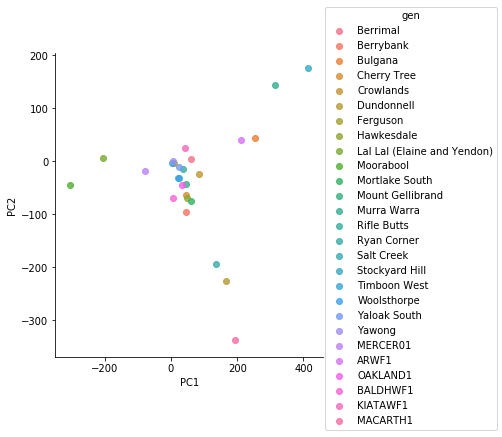 gen
Berrimal
Berrybank
Bulgana
Cherry Tree
Crowlands
Dundonnell
Ferguson
Hawkesdale
Lal Lal (Elaine and Yendon)
Moorabool
Mortlake South
Mount Gellibrand
Murra Warra
Rifle Butts
Ryan Corner
Salt Creek
Stockyard Hill
Timboon West
Woolsthorpe
Yaloak South
Yawong
MERCER01
ARWF1
OAKLAND1
BALDHWF1
KIATAWF1
MACARTH1
200
100
0
−100
−200
−300
PC2
−200
0
200
400
PC1